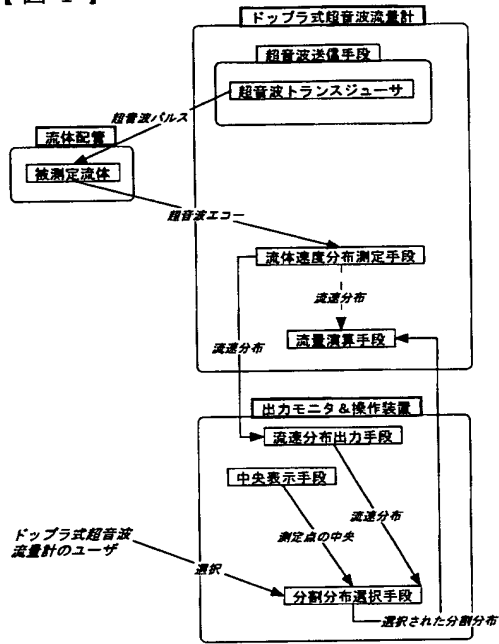 【図1】
ドップラ式超音波流量計
超音波送信手段
超音波トランスジューサ
超音波パルス
流体配管
被測定流体
超音波エコー
流体速度分布測定手段
流速分布
流量演算手段
流速分布
出力モニタ＆操作装置
流速分布出力手段
中央表示手段
流速分布
測定点の中央
ドップラ式超音波
流量計のユーザ
選択
分割分布選択手段
選択された分割分布